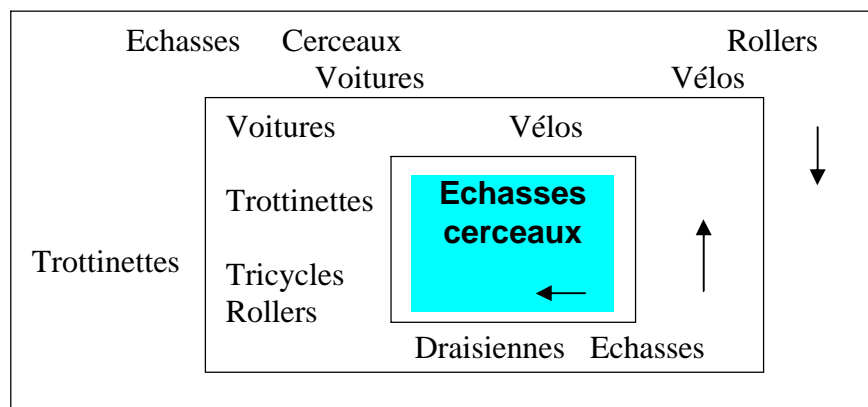 Echasses Cerceaux Rollers
Voitures Vélos
Voitures Vélos
Echasses
cerceaux
Trottinettes
Trottinettes
Tricycles
Rollers
Draisiennes Echasses